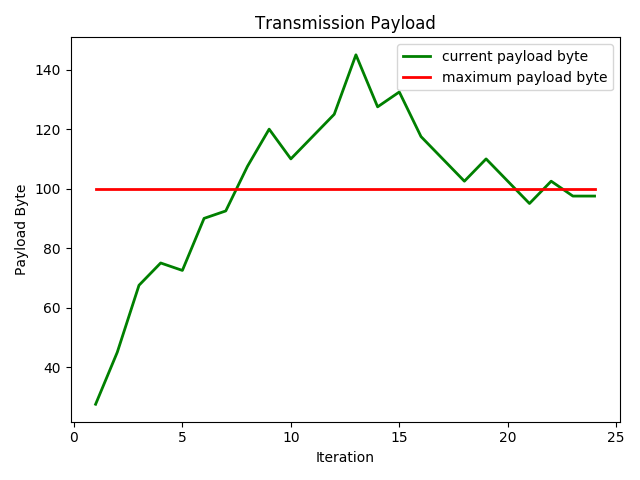 Transmission Payload
current payload byte
maximum payload byte
Payload Byte
140
120
100
80
60
40
0 5 10 15 20 25
Iteration